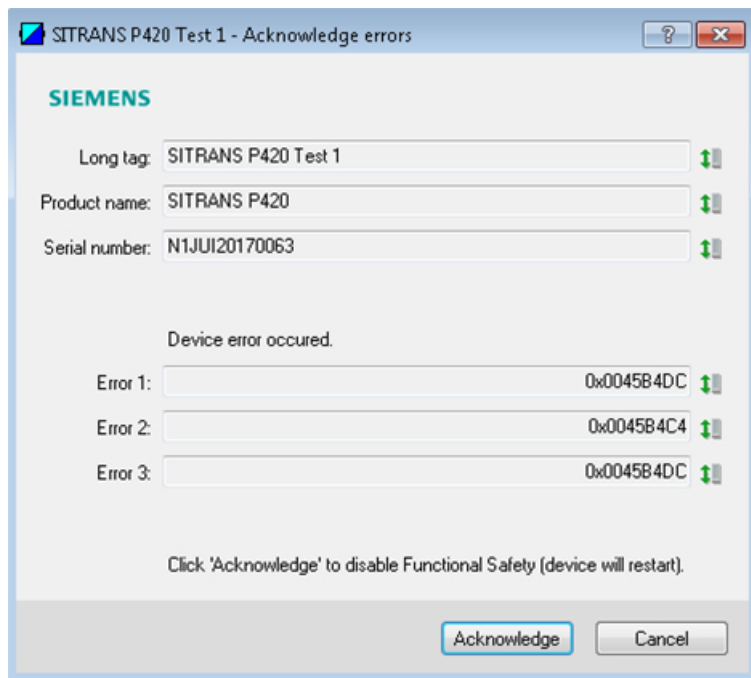 SITRANS P420 Test 1 - Acknowledge errors
SIEMENS
Long tag: SITRANS P420 Test 1
Product name: SITRANS P420
Serial number: N1JUI20170063
Device error occured.
Error 1: 0x0045B4DC
Error 2: 0x0045B4C4
Error 3: 0x0045B4DC
Click 'Acknowledge' to disable Functional Safety (device will restart).
Acknowledge Cancel